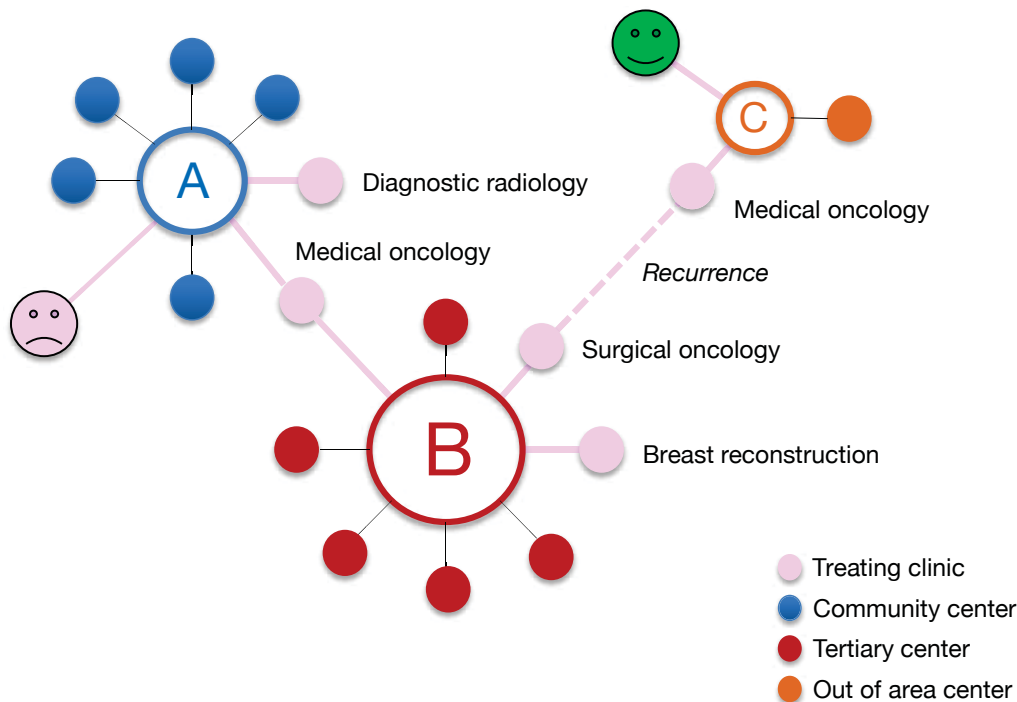 A
C
Diagnostic radiology
Medical oncology
Medical oncology
Recurrence
Surgical oncology
B
Breast reconstruction
Treating clinic
Community center
Tertiary center
Out of area center